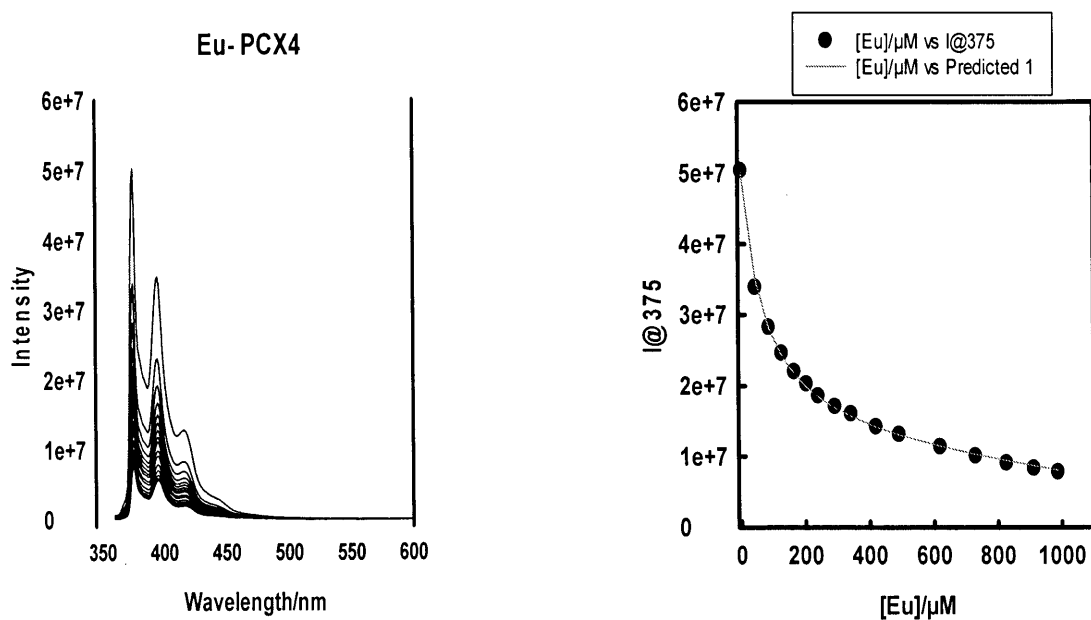 Eu-PCX4
6e+7
5e+7
4e+7
3e+7
2e+7
1e+7
0
Intensity
350 400 450 500 550 600
Wavelength/nm
[Eu]/µM vs I@375
[Eu]/µM vs Predicted 1
6e+7
5e+7
4e+7
3e+7
2e+7
1e+7
0
I@375
0 200 400 600 800 1000
[Eu]/µM